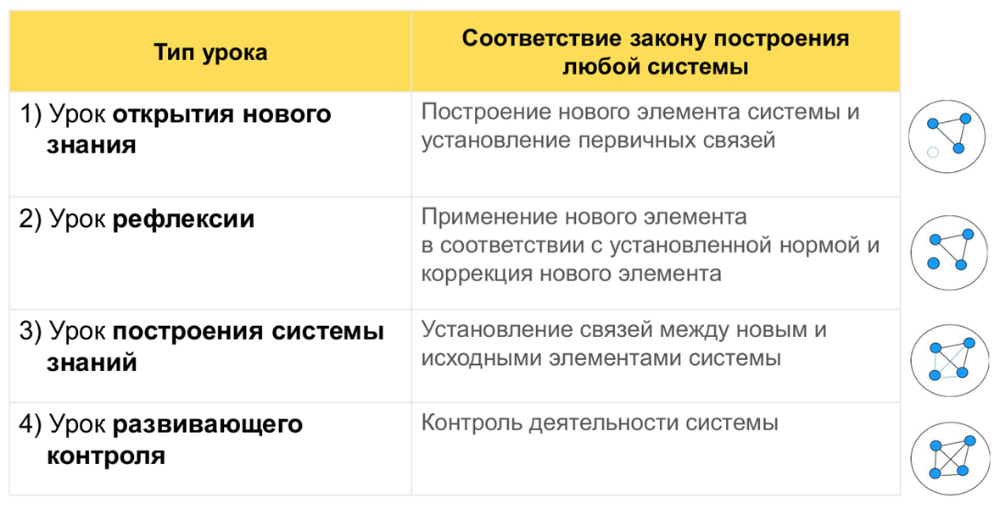 Тип урока
Соответствие закону построения
любой системы
1) Урок открытия нового
знания
Построение нового элемента системы и
установление первичных связей
2) Урок рефлексии
Применение нового элемента
в соответствии с установленной нормой и
коррекция нового элемента
3) Урок построения системы
знаний
Установление связей между новым и
исходными элементами системы
4) Урок развивающего
контроля
Контроль деятельности системы